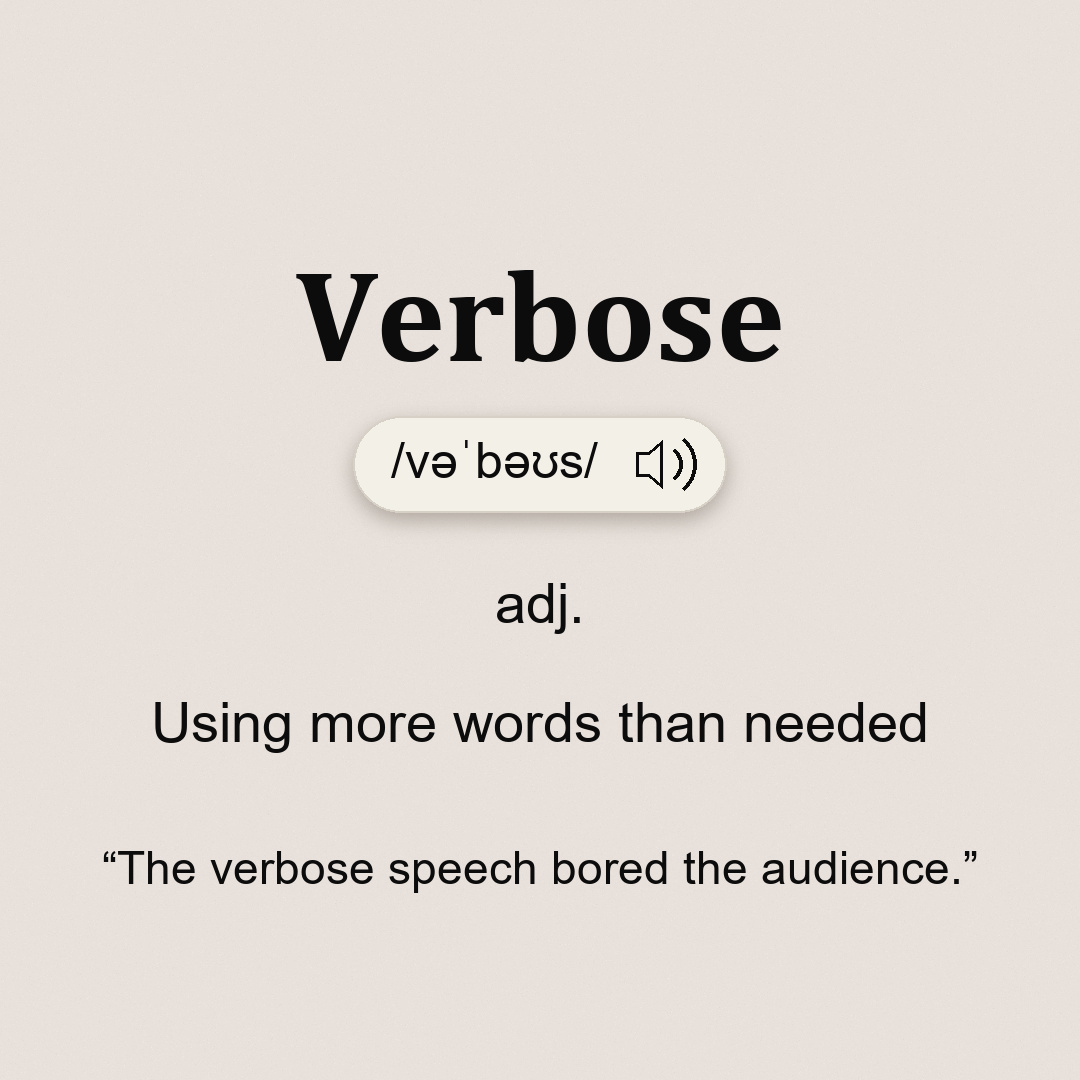 Verbose
/vəˈbəʊs/
adj.
Using more words than needed
“The verbose speech bored the audience.”